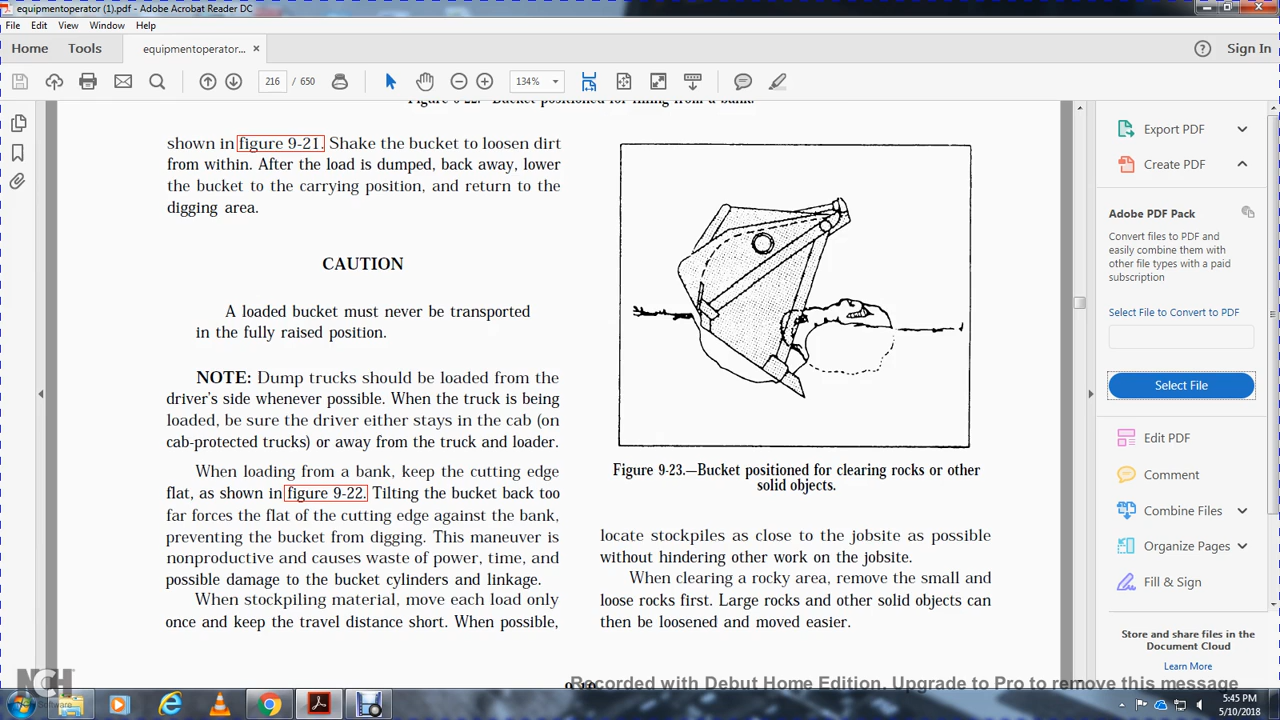 equipmentoperator (1).pdf - Adobe Acrobat Reader DC
File Edit View Window Help
Home Tools equipmentoperator... × Sign In
216 / 650 134%
shown in figure 9-21. Shake the bucket to loosen dirt
from within. After the load is dumped, back away, lower
the bucket to the carrying position, and return to the
digging area.
CAUTION
A loaded bucket must never be transported
in the fully raised position.
NOTE: Dump trucks should be loaded from the
driver's side whenever possible. When the truck is being
loaded, be sure the driver either stays in the cab (on
cab-protected trucks) or away from the truck and loader.
When loading from a bank, keep the cutting edge
flat, as shown in figure 9-22. Tilting the bucket back too
far forces the flat of the cutting edge against the bank,
preventing the bucket from digging. This maneuver is
nonproductive and causes waste of power, time, and
possible damage to the bucket cylinders and linkage.
When stockpiling material, move each load only
once and keep the travel distance short. When possible,
Figure 9-23.—Bucket positioned for clearing rocks or other
solid objects.
locate stockpiles as close to the jobsite as possible
without hindering other work on the jobsite.
When clearing a rocky area, remove the small and
loose rocks first. Large rocks and other solid objects can
then be loosened and moved easier.
Export PDF
Create PDF
Adobe PDF Pack
Convert files to PDF and
easily combine them with
other file types with a paid
subscription
Select File to Convert to PDF
Select File
Edit PDF
Comment
Combine Files
Organize Pages
Fill & Sign
Store and share files in the
Document Cloud
Learn More
NCH Software
Recorded with Debut Home Edition. Upgrade to Pro to remove this message
5:45 PM
5/10/2018